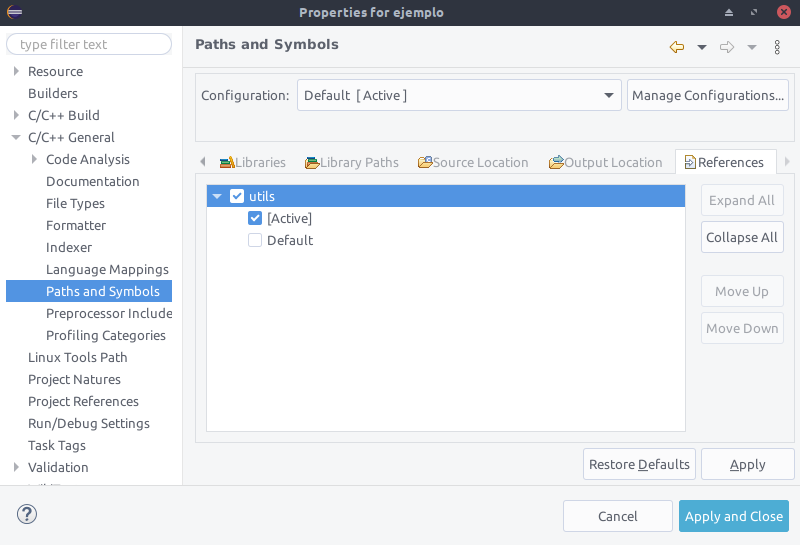 Properties for ejemplo
type filter text
Resource
Builders
C/C++ Build
C/C++ General
Code Analysis
Documentation
File Types
Formatter
Indexer
Language Mappings
Paths and Symbols
Preprocessor Include
Profiling Categories
Linux Tools Path
Project Natures
Project References
Run/Debug Settings
Task Tags
Validation
Paths and Symbols
Configuration: Default [ Active ] Manage Configurations...
Libraries Library Paths Source Location Output Location References
utils
[Active]
Default
Expand All
Collapse All
Move Up
Move Down
Restore Defaults Apply
Cancel Apply and Close